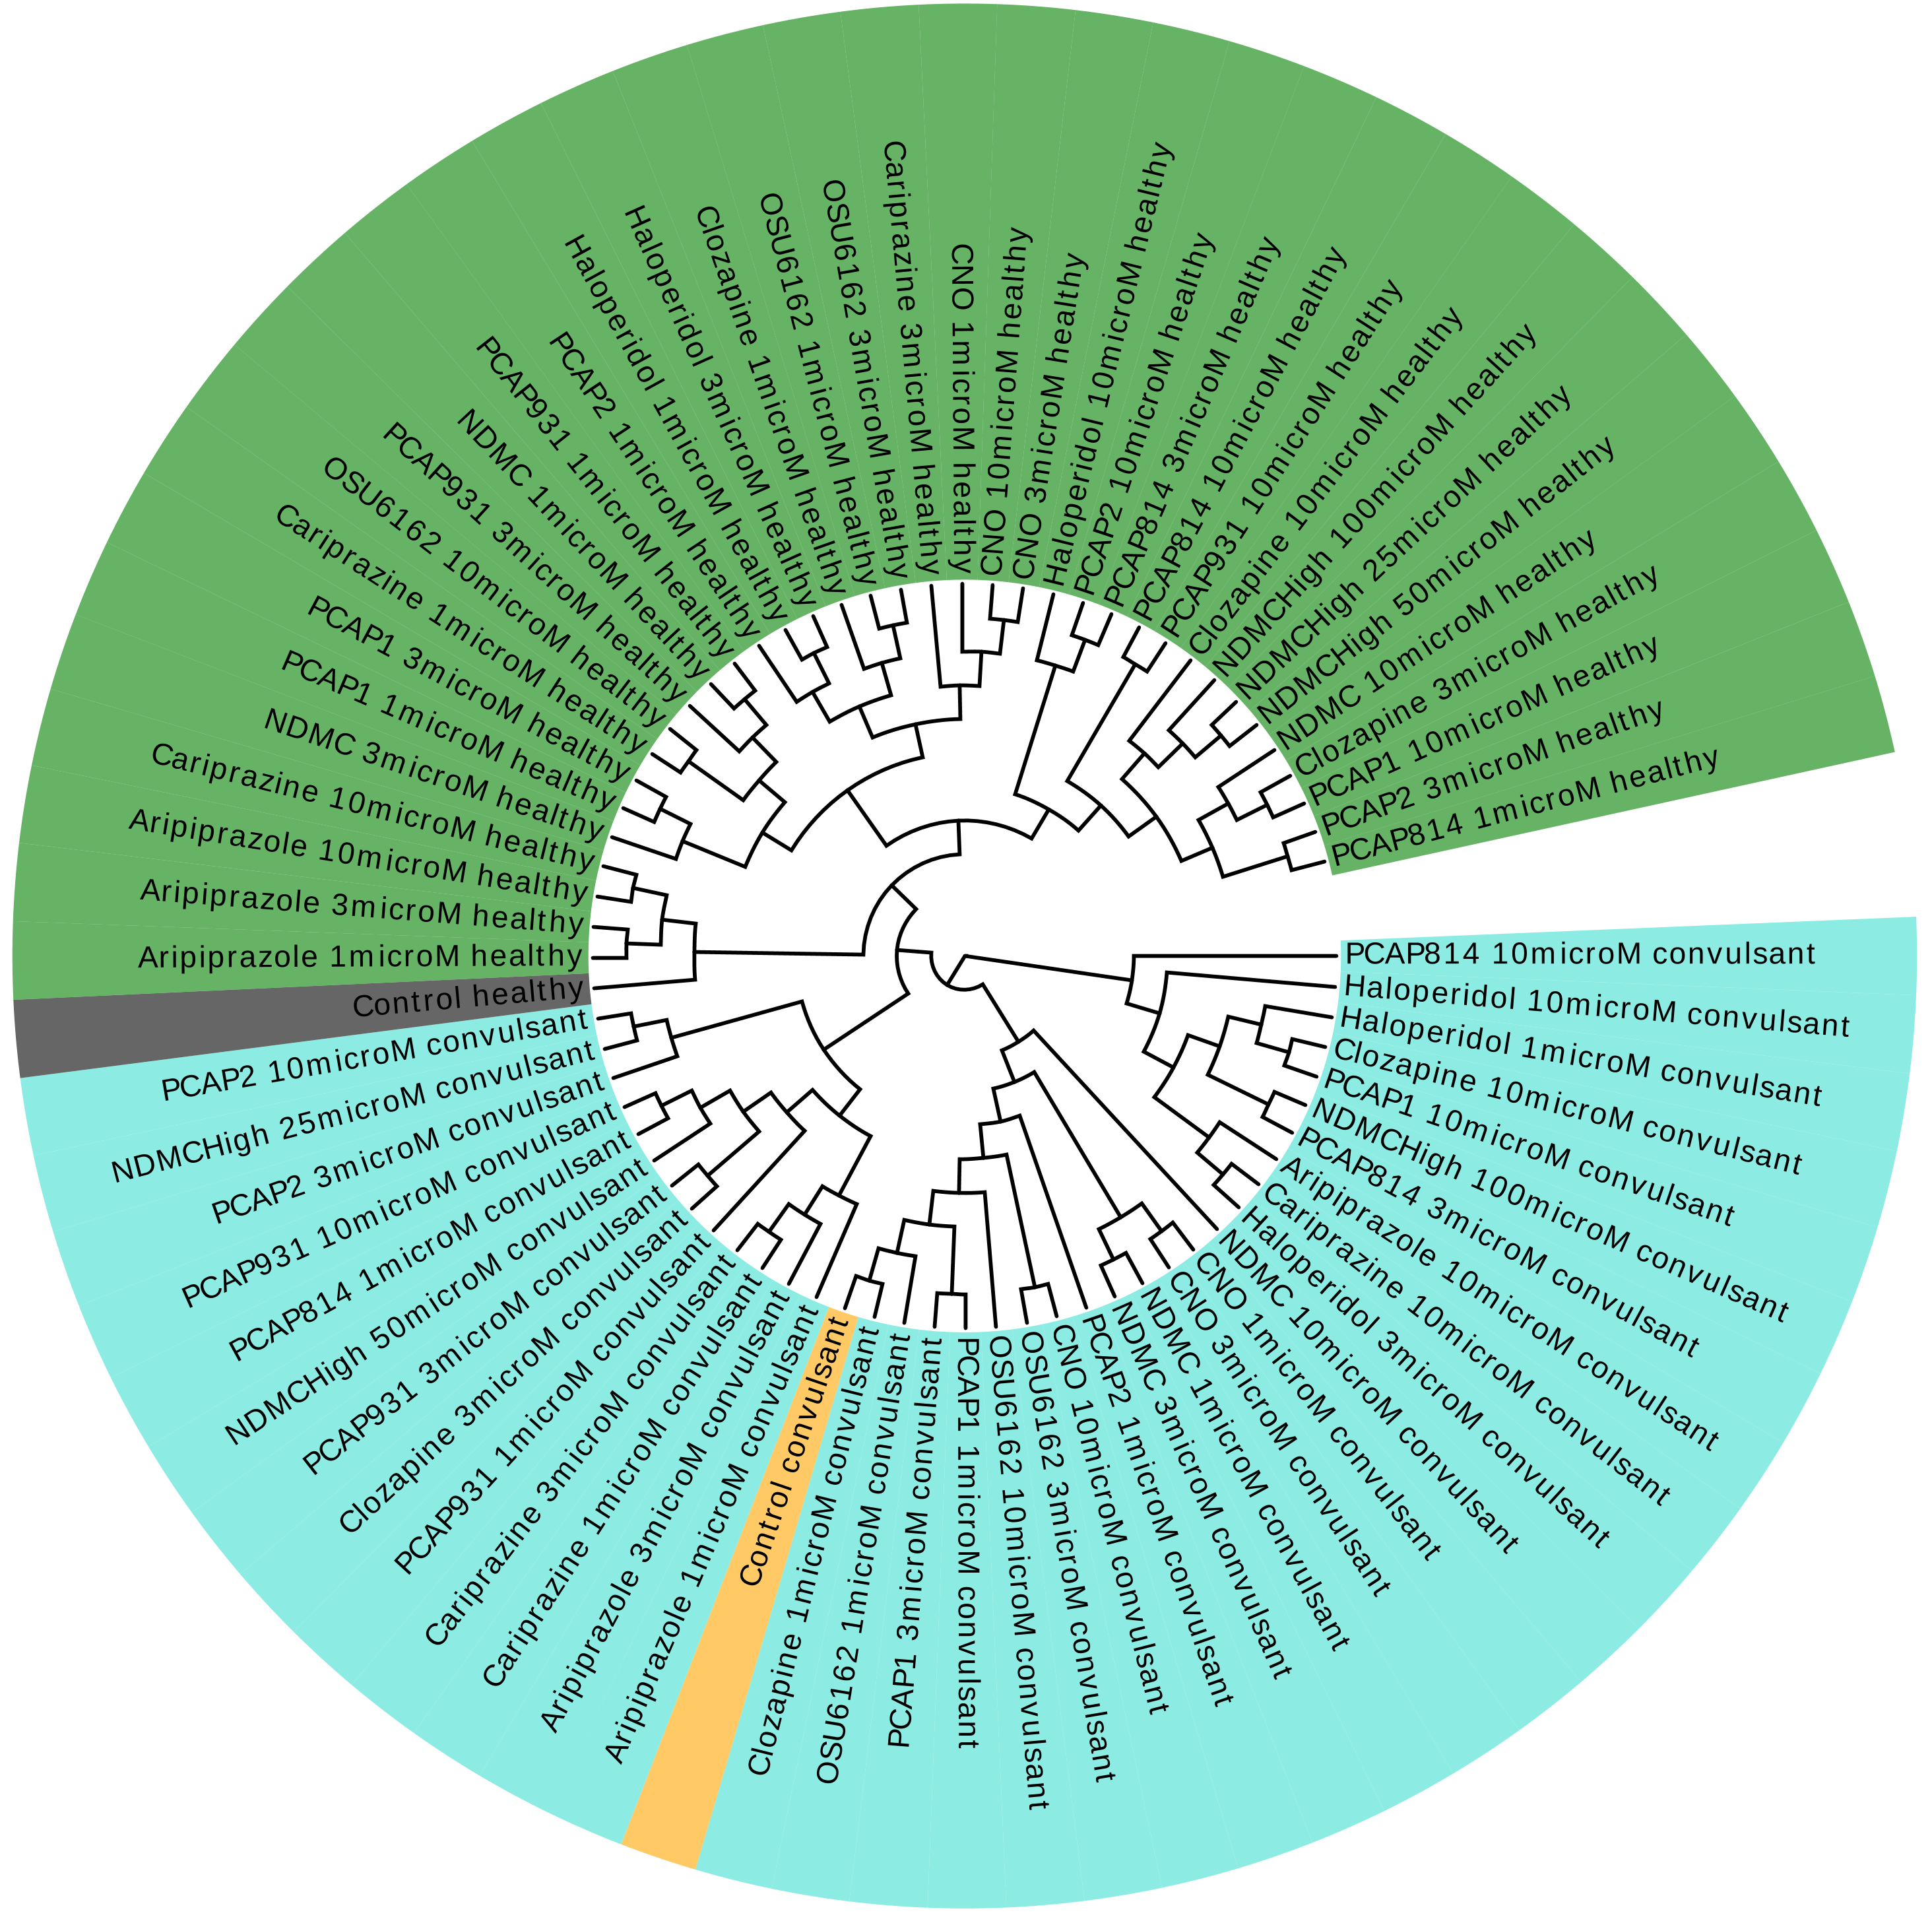 Cariprazine 3microM healthy
CNO 1microM healthy
CNO 10microM healthy
CNO 3microM healthy
Haloperidol 10microM healthy
PCAP2 10microM healthy
PCAP814 3microM healthy
PCAP814 10microM healthy
PCAP931 10microM healthy
Clozapine 10microM healthy
NDMCHigh 100microM healthy
NDMCHigh 25microM healthy
NDMCHigh 50microM healthy
NDMC 10microM healthy
Clozapine 3microM healthy
PCAP1 10microM healthy
PCAP2 3microM healthy
PCAP814 1microM healthy
PCAP814 10microM convulsant
Haloperidol 10microM convulsant
Haloperidol 1microM convulsant
Clozapine 10microM convulsant
PCAP1 10microM convulsant
NDMCHigh 100microM convulsant
PCAP814 3microM convulsant
Aripiprazole 10microM convulsant
Cariprazine 10microM convulsant
Haloperidol 3microM convulsant
NDMC 10microM convulsant
CNO 1microM convulsant
CNO 3microM convulsant
NDMC 1microM convulsant
NDMC 3microM convulsant
PCAP2 1microM convulsant
CNO 10microM convulsant
OSU6162 3microM convulsant
OSU6162 10microM convulsant
PCAP1 1microM convulsant
PCAP1 3microM convulsant
OSU6162 1microM convulsant
Clozapine 1microM convulsant
Control convulsant
Aripiprazole 1microM convulsant
Aripiprazole 3microM convulsant
Cariprazine 1microM convulsant
Cariprazine 3microM convulsant
PCAP931 1microM convulsant
Clozapine 3microM convulsant
PCAP931 3microM convulsant
NDMCHigh 50microM convulsant
PCAP814 1microM convulsant
PCAP931 10microM convulsant
PCAP2 3microM convulsant
NDMCHigh 25microM convulsant
PCAP2 10microM convulsant
Control healthy
Aripiprazole 1microM healthy
Aripiprazole 3microM healthy
Aripiprazole 10microM healthy
Cariprazine 10microM healthy
NDMC 3microM healthy
PCAP1 1microM healthy
PCAP1 3microM healthy
Cariprazine 1microM healthy
OSU6162 10microM healthy
PCAP931 3microM healthy
NDMC 1microM healthy
PCAP931 1microM healthy
PCAP2 1microM healthy
Haloperidol 1microM healthy
Haloperidol 3microM healthy
Clozapine 1microM healthy
OSU6162 1microM healthy
OSU6162 3microM healthy